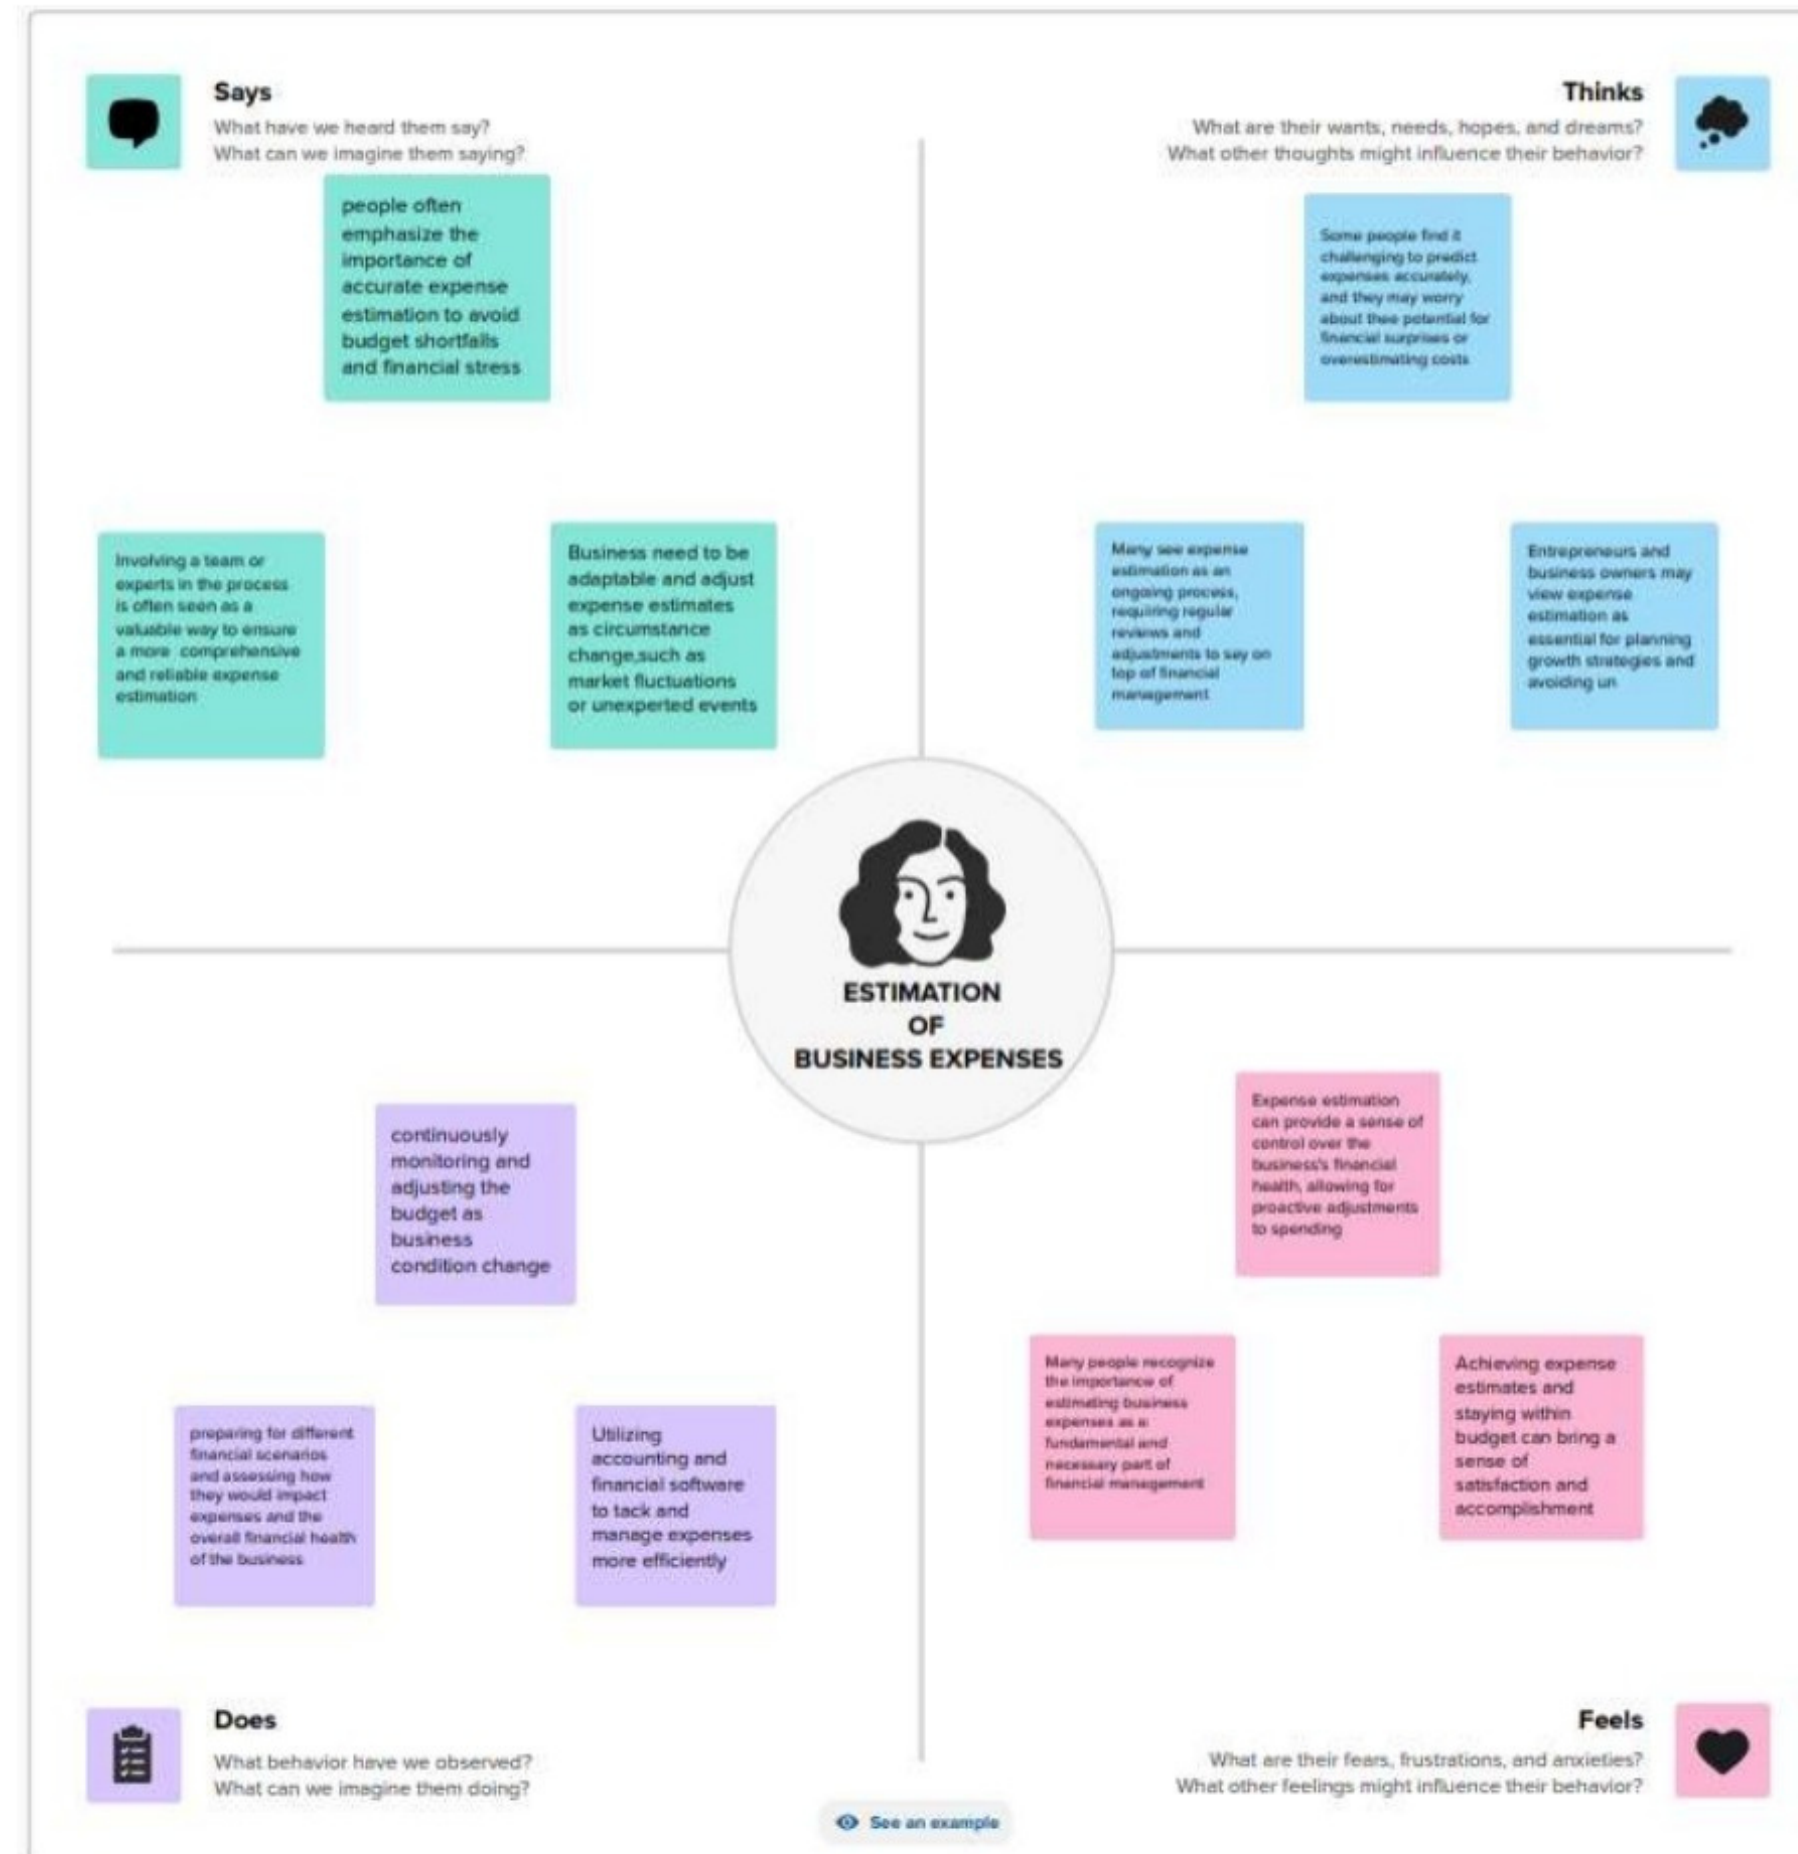 Says
What have we heard them say?
What can we imagine them saying?
people often
emphasize the
importance of
accurate expense
estimation to avoid
budget shortfalls
and financial stress
Involving a team or
experts in the process
is often seen as a
valuable way to ensure
a more comprehensive
and reliable expense
estimation
Business need to be
adaptable and adjust
expense estimates
as circumstance
change,such as
market fluctuations
or unexperted events
Thinks
What are their wants, needs, hopes, and dreams?
What other thoughts might influence their behavior?
Some people find it
challenging to predict
expenses accurately,
and they may worry
about thee potential for
financial surprises or
overestimating costs
Many see expense
estimation as an
ongoing process,
requiring regular
reviews and
adjustments to say on
top of financial
management
Entrepreneurs and
business owners may
view expense
estimation as
essential for planning
growth strategies and
avoiding un
ESTIMATION
OF
BUSINESS EXPENSES
continuously
monitoring and
adjusting the
budget as
business
condition change
preparing for different
financial scenarios
and assessing how
they would impact
expenses and the
overall financial health
of the business
Utilizing
accounting and
financial software
to tack and
manage expenses
more efficiently
Does
What behavior have we observed?
What can we imagine them doing?
Expense estimation
can provide a sense of
control over the
business's financial
health, allowing for
proactive adjustments
to spending
Many people recognize
the importance of
estimating business
expenses as a
fundamental and
necessary part of
financial management
Achieving expense
estimates and
staying within
budget can bring a
sense of
satisfaction and
accomplishment
Feels
What are their fears, frustrations, and anxieties?
What other feelings might influence their behavior?
See an example